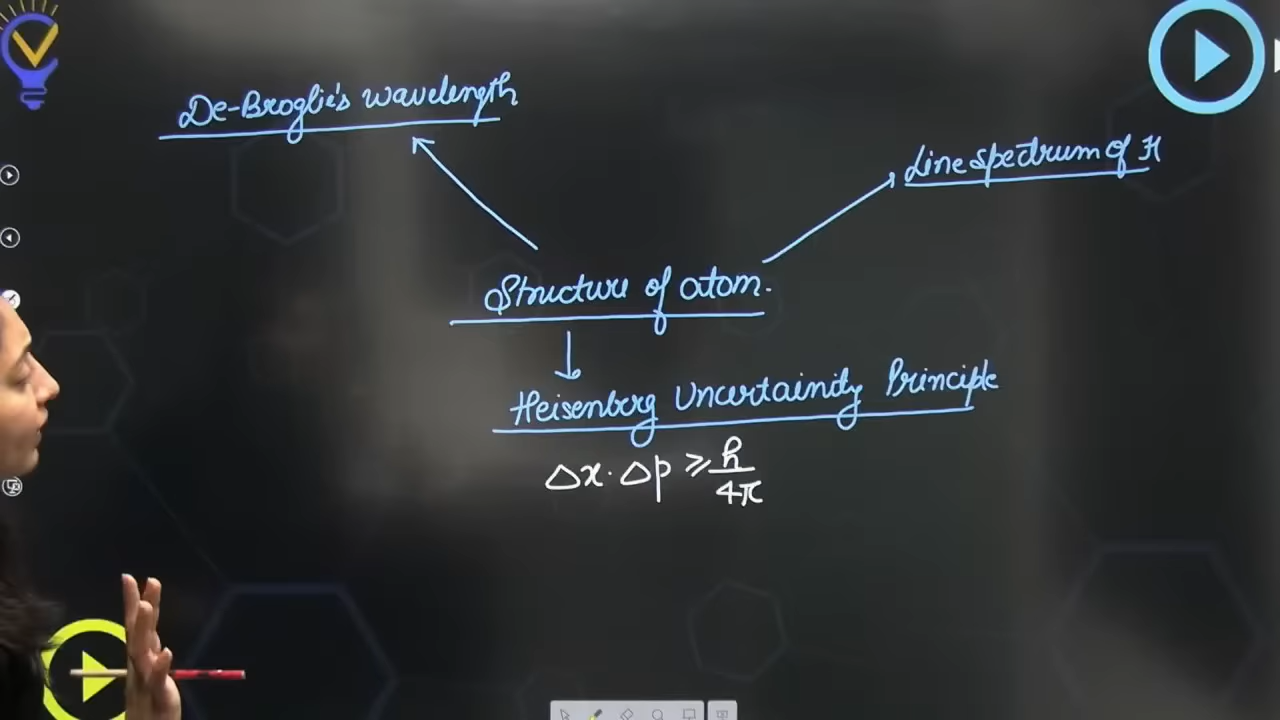 De-Broglie's wavelength
Line spectrum of H
Structure of atom.
Heisenberg Uncertainity Principle
Δx. Δp ≥ h/4π